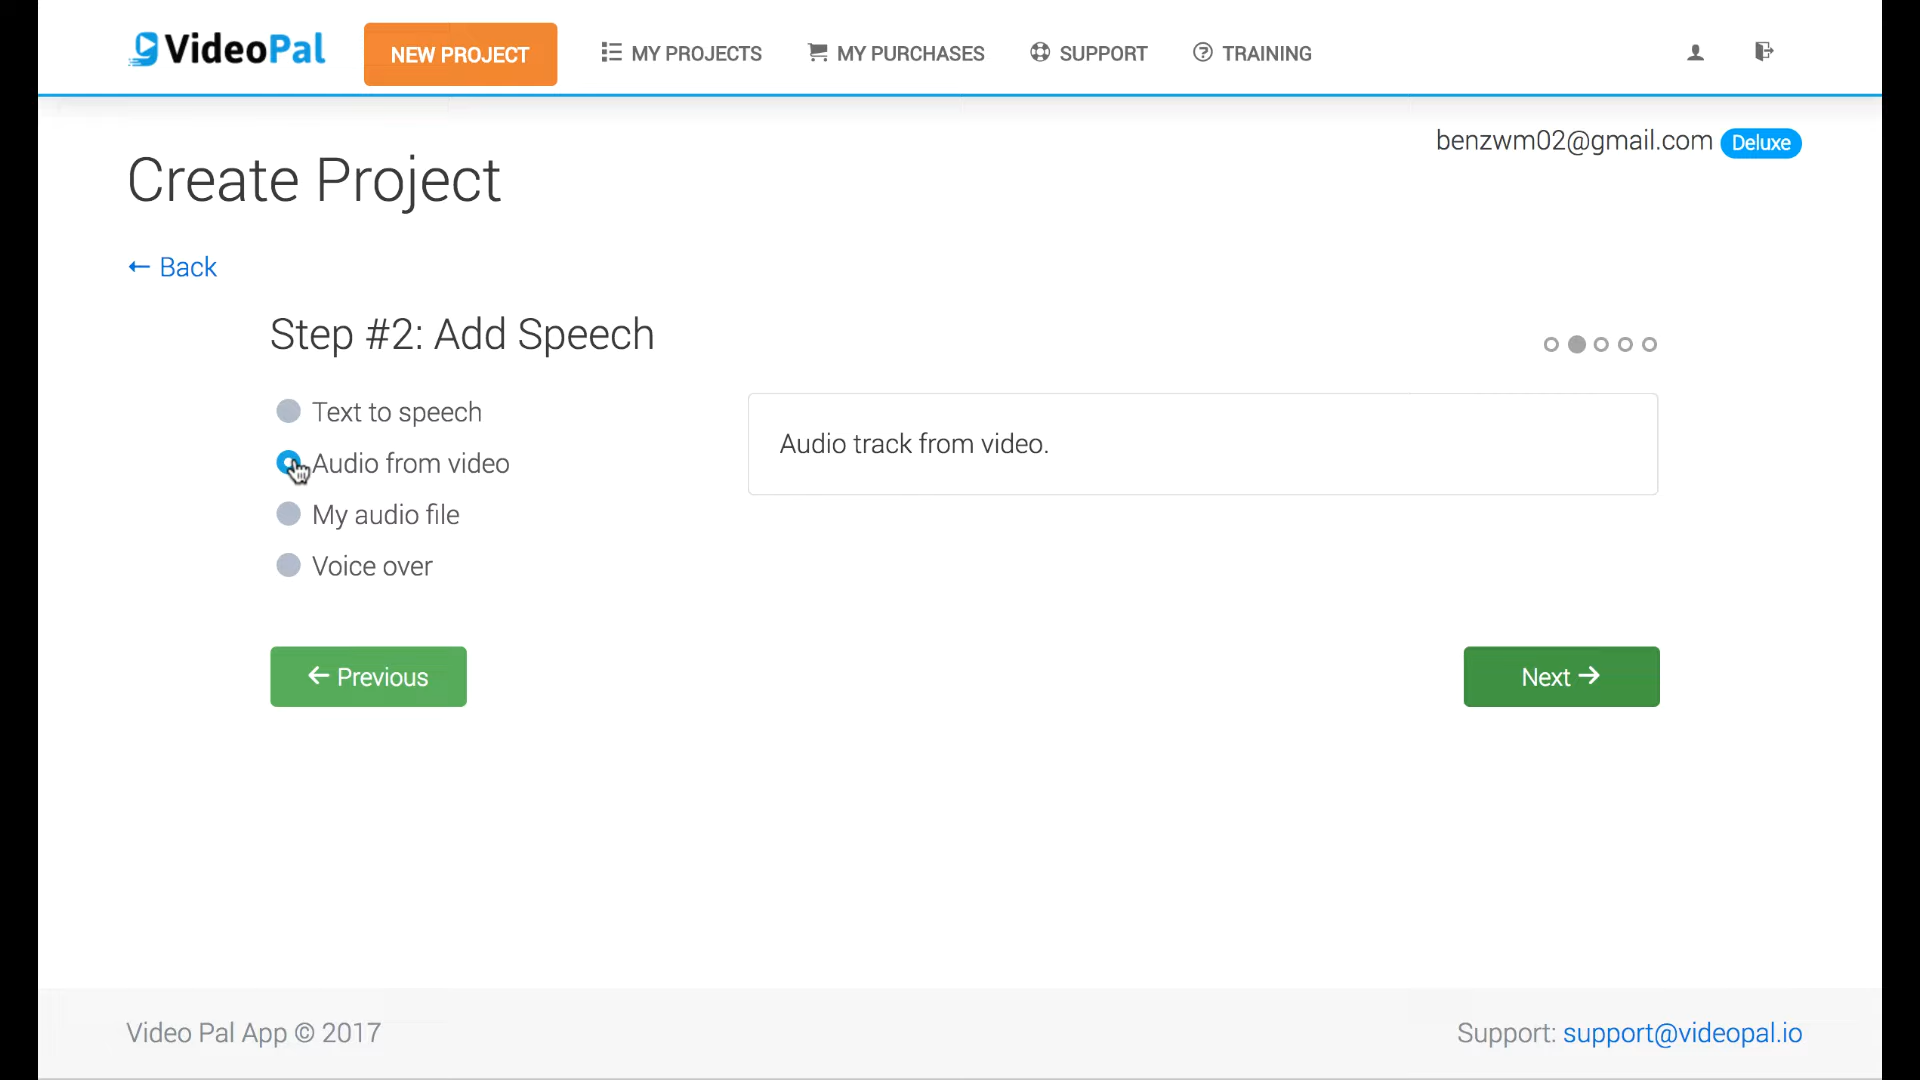 VideoPal
NEW PROJECT
MY PROJECTS
MY PURCHASES
SUPPORT
TRAINING
benzwm02@gmail.com Deluxe
Create Project
← Back
Step #2: Add Speech
Text to speech
Audio from video
My audio file
Voice over
Audio track from video.
← Previous
Next →
Video Pal App © 2017
Support: support@videopal.io